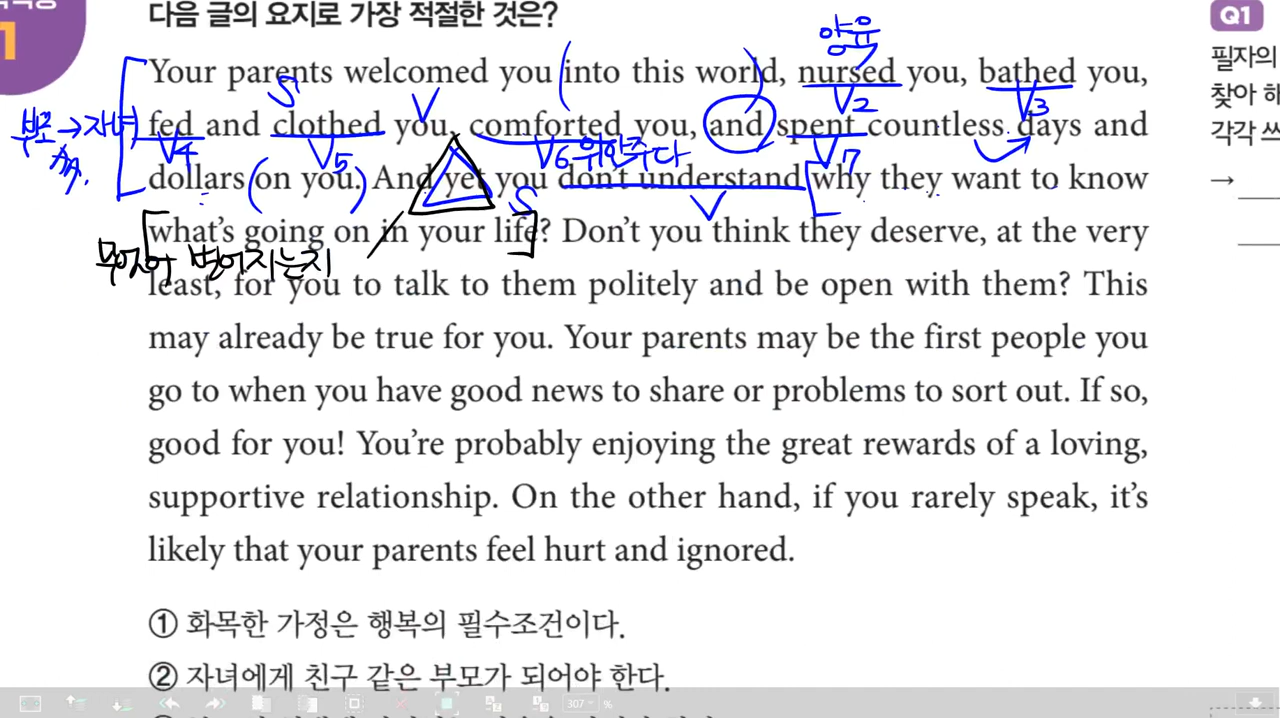 다음 글의 요지로 가장 적절한 것은?
Q1
1
양육
필자의
Your parents welcomed you into this world, nursed you, bathed you,
S V V2 V3
찾아 해
부모 → 자녀
fed and clothed you, comforted you, and spent countless days and
각각 쓰
V4 V5 V6 위안주다 V7
dollars on you. And yet you don't understand why they want to know
→
S V
what's going on in your life? Don't you think they deserve, at the very
무엇이 벌어지는지
least, for you to talk to them politely and be open with them? This
may already be true for you. Your parents may be the first people you
go to when you have good news to share or problems to sort out. If so,
good for you! You're probably enjoying the great rewards of a loving,
supportive relationship. On the other hand, if you rarely speak, it's
likely that your parents feel hurt and ignored.
① 화목한 가정은 행복의 필수조건이다.
② 자녀에게 친구 같은 부모가 되어야 한다.
307 %